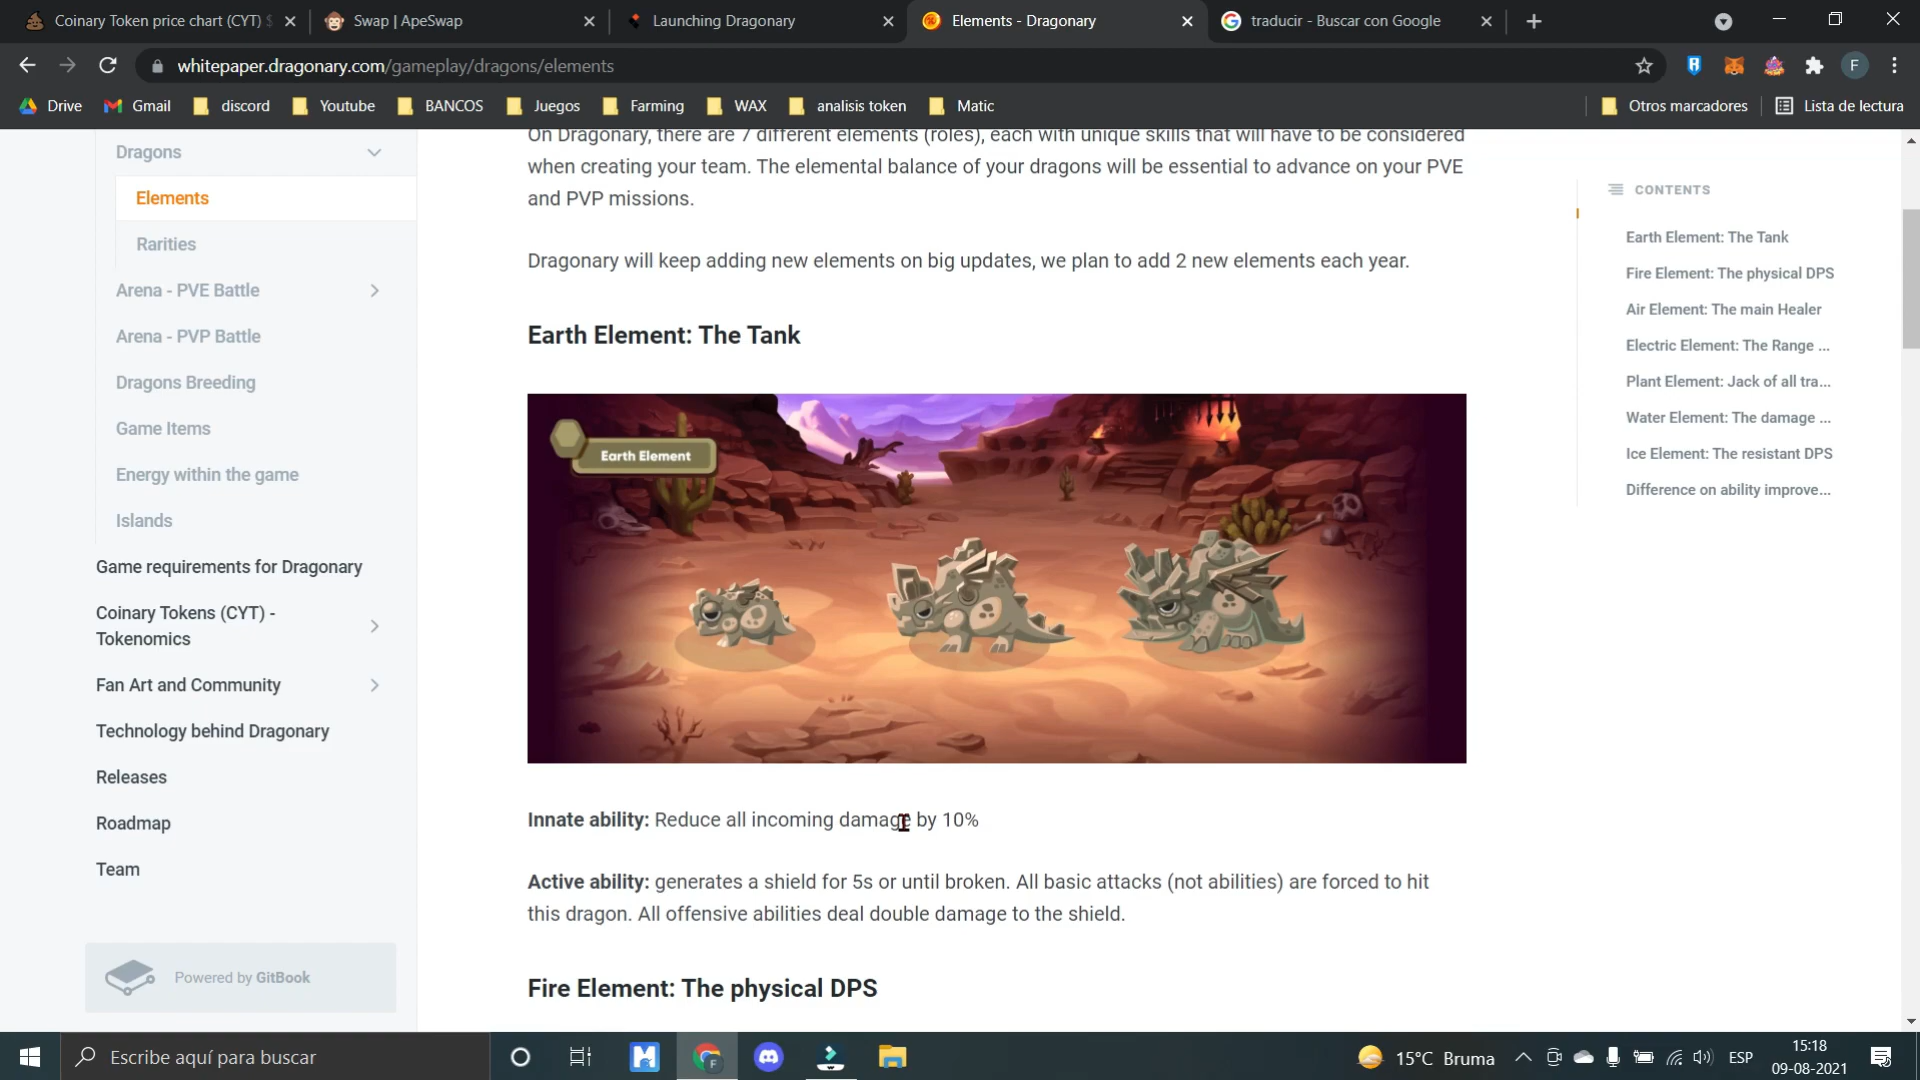 Coinary Token price chart (CYT) $
Swap | ApeSwap
Launching Dragonary
Elements - Dragonary
traducir - Buscar con Google
whitepaper.dragonary.com/gameplay/dragons/elements
F
Drive
Gmail
discord
Youtube
BANCOS
Juegos
Farming
WAX
analisis token
Matic
Otros marcadores
Lista de lectura
Dragons
Elements
Rarities
Arena - PVE Battle
Arena - PVP Battle
Dragons Breeding
Game Items
Energy within the game
Islands
Game requirements for Dragonary
Coinary Tokens (CYT) -
Tokenomics
Fan Art and Community
Technology behind Dragonary
Releases
Roadmap
Team
Powered by GitBook
On Dragonary, there are 7 different elements (roles), each with unique skills that will have to be considered
when creating your team. The elemental balance of your dragons will be essential to advance on your PVE
and PVP missions.
Dragonary will keep adding new elements on big updates, we plan to add 2 new elements each year.
Earth Element: The Tank
Earth Element
Innate ability: Reduce all incoming damage by 10%
Active ability: generates a shield for 5s or until broken. All basic attacks (not abilities) are forced to hit
this dragon. All offensive abilities deal double damage to the shield.
Fire Element: The physical DPS
CONTENTS
Earth Element: The Tank
Fire Element: The physical DPS
Air Element: The main Healer
Electric Element: The Range ...
Plant Element: Jack of all tra...
Water Element: The damage ...
Ice Element: The resistant DPS
Difference on ability improve...
Escribe aquí para buscar
F
15°C Bruma
ESP
15:18
09-08-2021